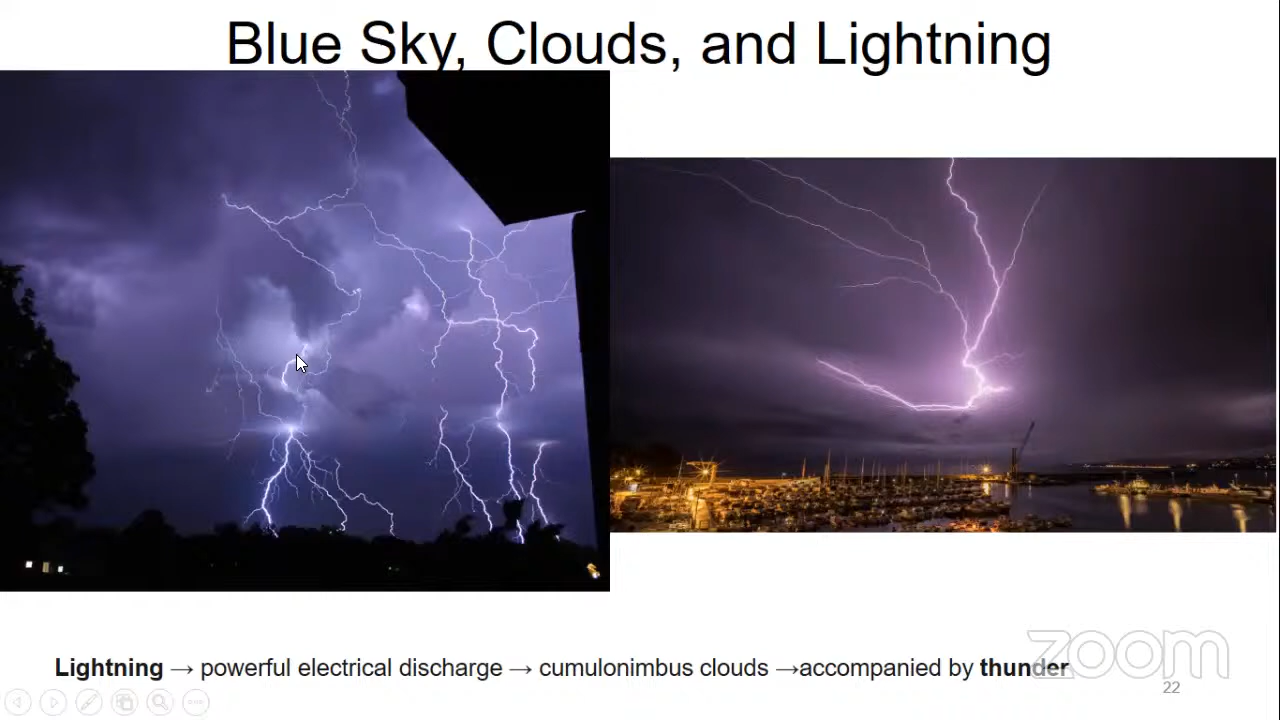 Blue Sky, Clouds, and Lightning
Lightning → powerful electrical discharge → cumulonimbus clouds →accompanied by thunder
zoom
22